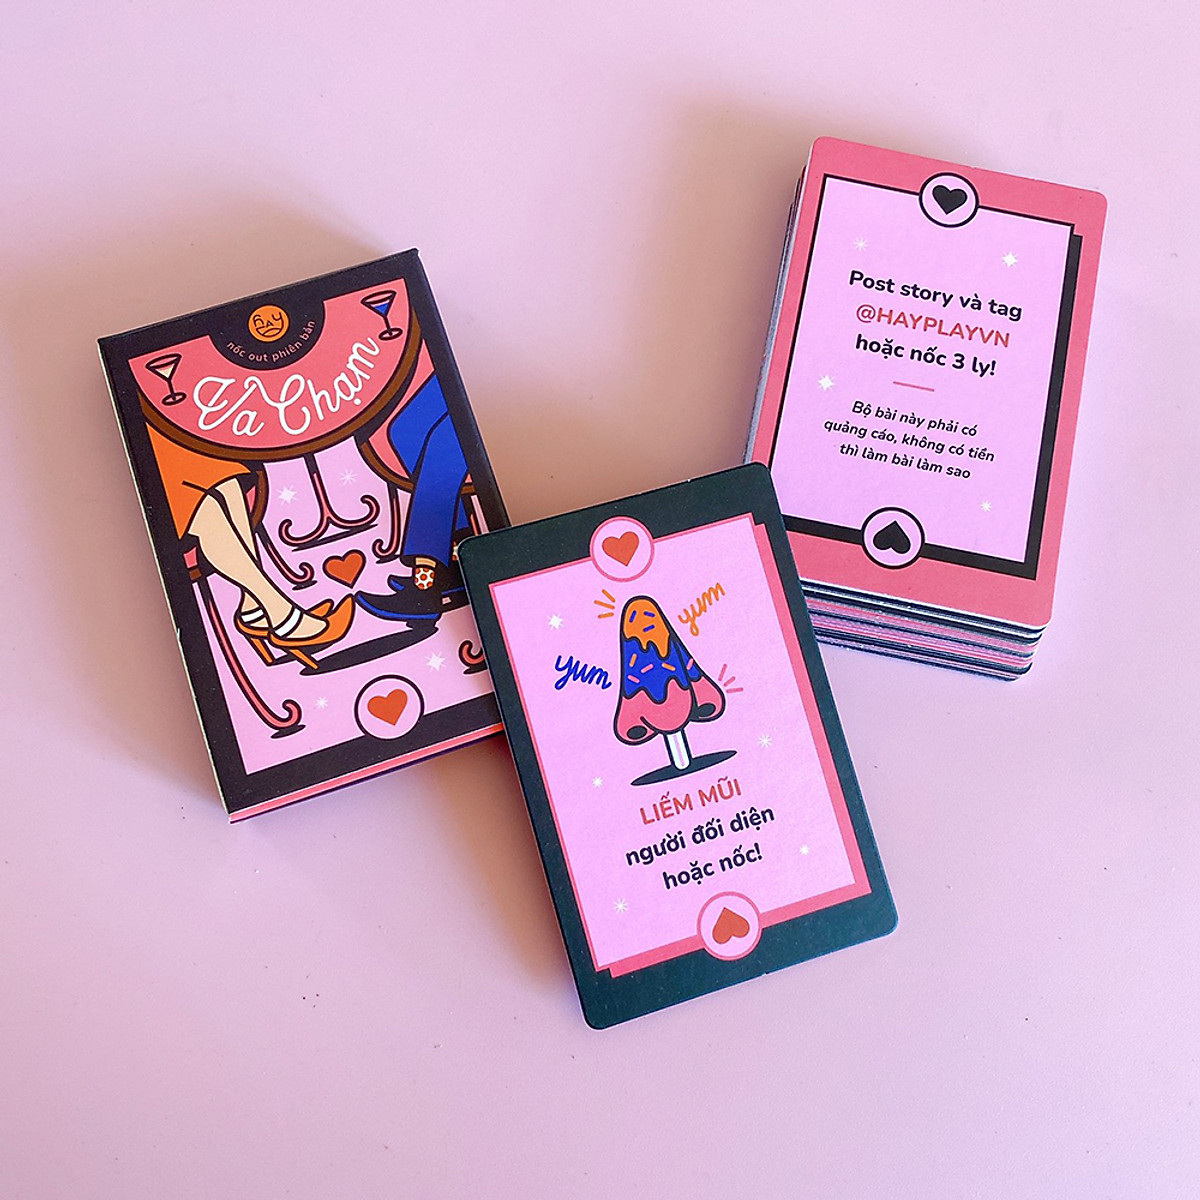 HAY
nốc out phiên bản
Va Chạm
Post story và tag
@HAYPLAYVN
hoặc nốc 3 ly!
Bộ bài này phải có
quảng cáo, không có tiền
thì làm bài làm sao
yum
yum
LIẾM MŨI
người đối diện
hoặc nốc!